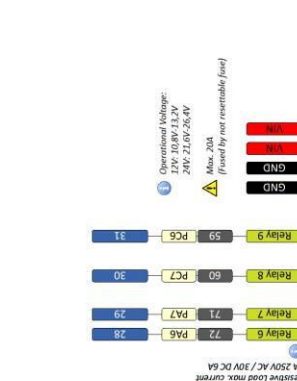 Operational Voltage:
12V: 10,8V-13,2V
24V: 21,6V-26,4V
Max. 20A
(Fused by not resettable fuse)
VIN
VIN
GND
GND
Relay 9 59 PC6 31
Relay 8 60 PC7 30
Relay 7 71 PA7 29
Relay 6 72 PA6 28
250V AC / 30V DC 6A
Load max. current